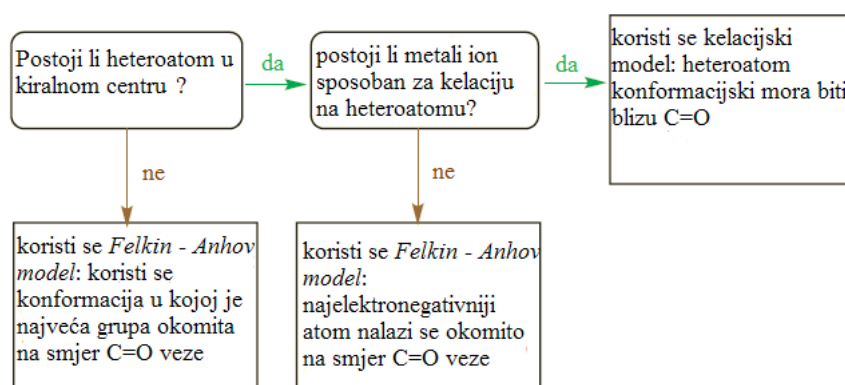 Postoji li heteroatom u
kiralnom centru ?
da
postoji li metali ion
sposoban za kelaciju
na heteroatomu?
da
koristi se kelacijski
model: heteroatom
konformacijski mora biti
blizu C=O
ne
ne
koristi se Felkin - Anhov
model: koristi se
konformacija u kojoj je
najveća grupa okomita
na smjer C=O veze
koristi se Felkin - Anhov
model:
najelektronegativniji
atom nalazi se okomito
na smjer C=O veze